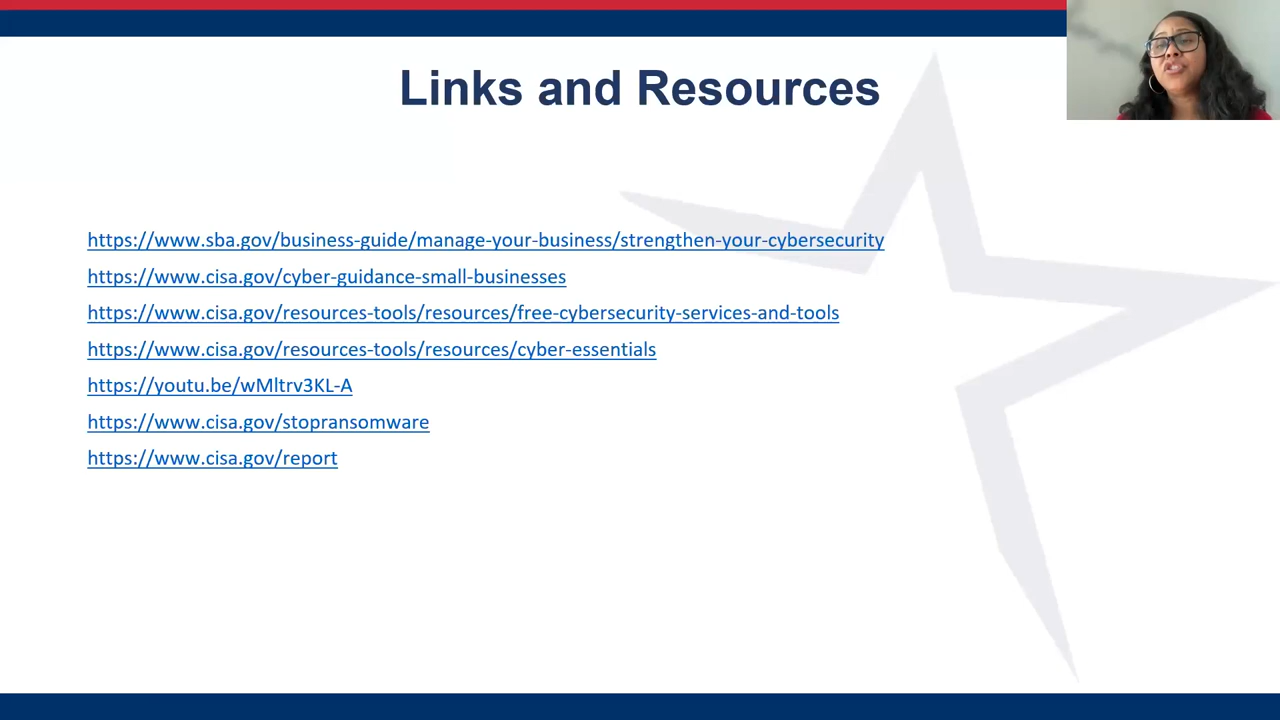 Links and Resources
https://www.sba.gov/business-guide/manage-your-business/strengthen-your-cybersecurity
https://www.cisa.gov/cyber-guidance-small-businesses
https://www.cisa.gov/resources-tools/resources/free-cybersecurity-services-and-tools
https://www.cisa.gov/resources-tools/resources/cyber-essentials
https://youtu.be/wMltrv3KL-A
https://www.cisa.gov/stopransomware
https://www.cisa.gov/report